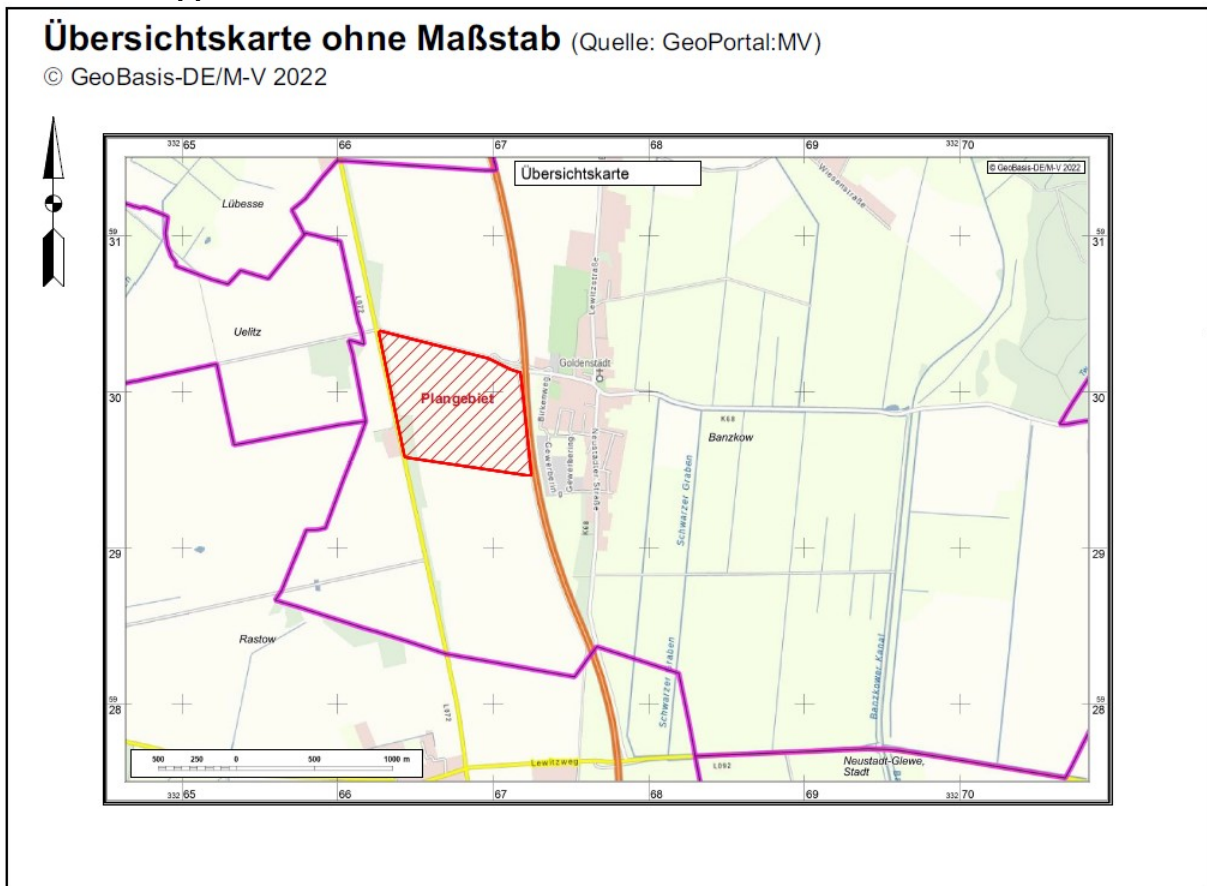 Übersichtskarte ohne Maßstab (Quelle: GeoPortal:MV)
© GeoBasis-DE/M-V 2022
332 65 66 67 68 69 332 70
Übersichtskarte
© GeoBasis-DE/M-V 2022
Wiesenstraße
Lübesse
59
31
59
31
Lewitzstraße
L072
Uelitz
Goldenstädt
30
30
Plangebiet
Birkenweg
K68
Banzkow
Gewerbering
Gewerbering
Neustädter Straße
Schwarzer Graben
29
29
K68
Rastow
Schwarzer Graben
Banzkower Kanal
59
28
59
28
L072
500 250 0 500 1000 m
Lewitzweg
L092
Neustadt-Glewe,
Stadt
332 65 66 67 68 69 332 70